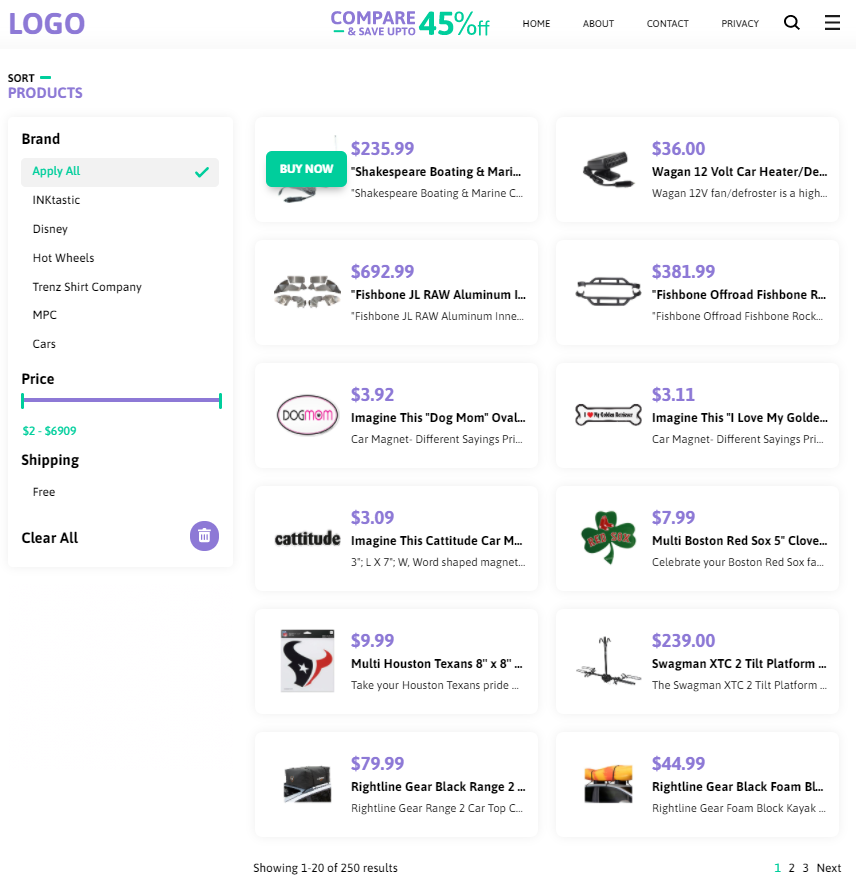 LOGO
COMPARE
& SAVE UPTO
45%off
HOME
ABOUT
CONTACT
PRIVACY
SORT
PRODUCTS
Brand
Apply All
INKtastic
Disney
Hot Wheels
Trenz Shirt Company
MPC
Cars
Price
$2 - $6909
Shipping
Free
Clear All
BUY NOW
$235.99
"Shakespeare Boating & Mari...
"Shakespeare Boating & Marine C...
$36.00
Wagan 12 Volt Car Heater/De...
Wagan 12V fan/defroster is a high...
$692.99
"Fishbone JL RAW Aluminum I...
"Fishbone JL RAW Aluminum Inne...
$381.99
"Fishbone Offroad Fishbone R...
"Fishbone Offroad Fishbone Rock...
DOGMOM
$3.92
Imagine This "Dog Mom" Oval...
Car Magnet- Different Sayings Pri...
I ♥ My Golden Retriever
$3.11
Imagine This "I Love My Golde...
Car Magnet- Different Sayings Pri...
cattitude
$3.09
Imagine This Cattitude Car M...
3"; L X 7"; W, Word shaped magnet...
RED SOX
$7.99
Multi Boston Red Sox 5" Clove...
Celebrate your Boston Red Sox fa...
$9.99
Multi Houston Texans 8" x 8" ...
Take your Houston Texans pride ...
$239.00
Swagman XTC 2 Tilt Platform ...
The Swagman XTC 2 Tilt Platform ...
$79.99
Rightline Gear Black Range 2 ...
Rightline Gear Range 2 Car Top C...
$44.99
Rightline Gear Black Foam Bl...
Rightline Gear Foam Block Kayak ...
Showing 1-20 of 250 results
1 2 3 Next